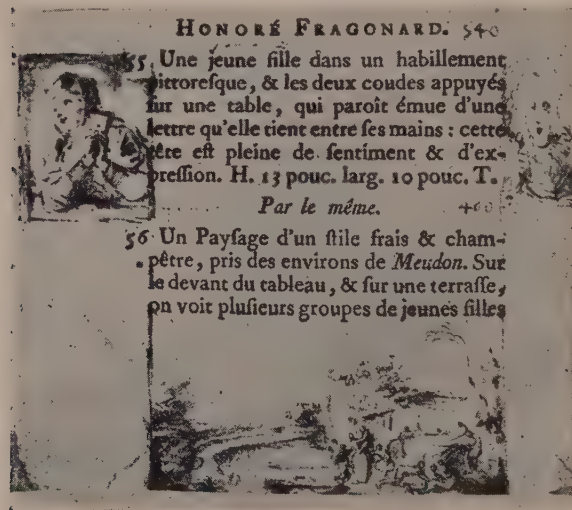 HONORÉ FRAGONARD. 540
55 Une jeune fille dans un habillement
pittoresque, & les deux coudes appuyés
sur une table, qui paroît émue d'une
lettre qu'elle tient entre ses mains : cette
tête est pleine de sentiment & d'ex-
pression. H. 13 pouc. larg. 10 pouc. T.
Par le même. 400
56 Un Paysage d'un stile frais & cham-
pêtre, pris des environs de Meudon. Sur
le devant du tableau, & sur une terrasse,
on voit plusieurs groupes de jeunes filles